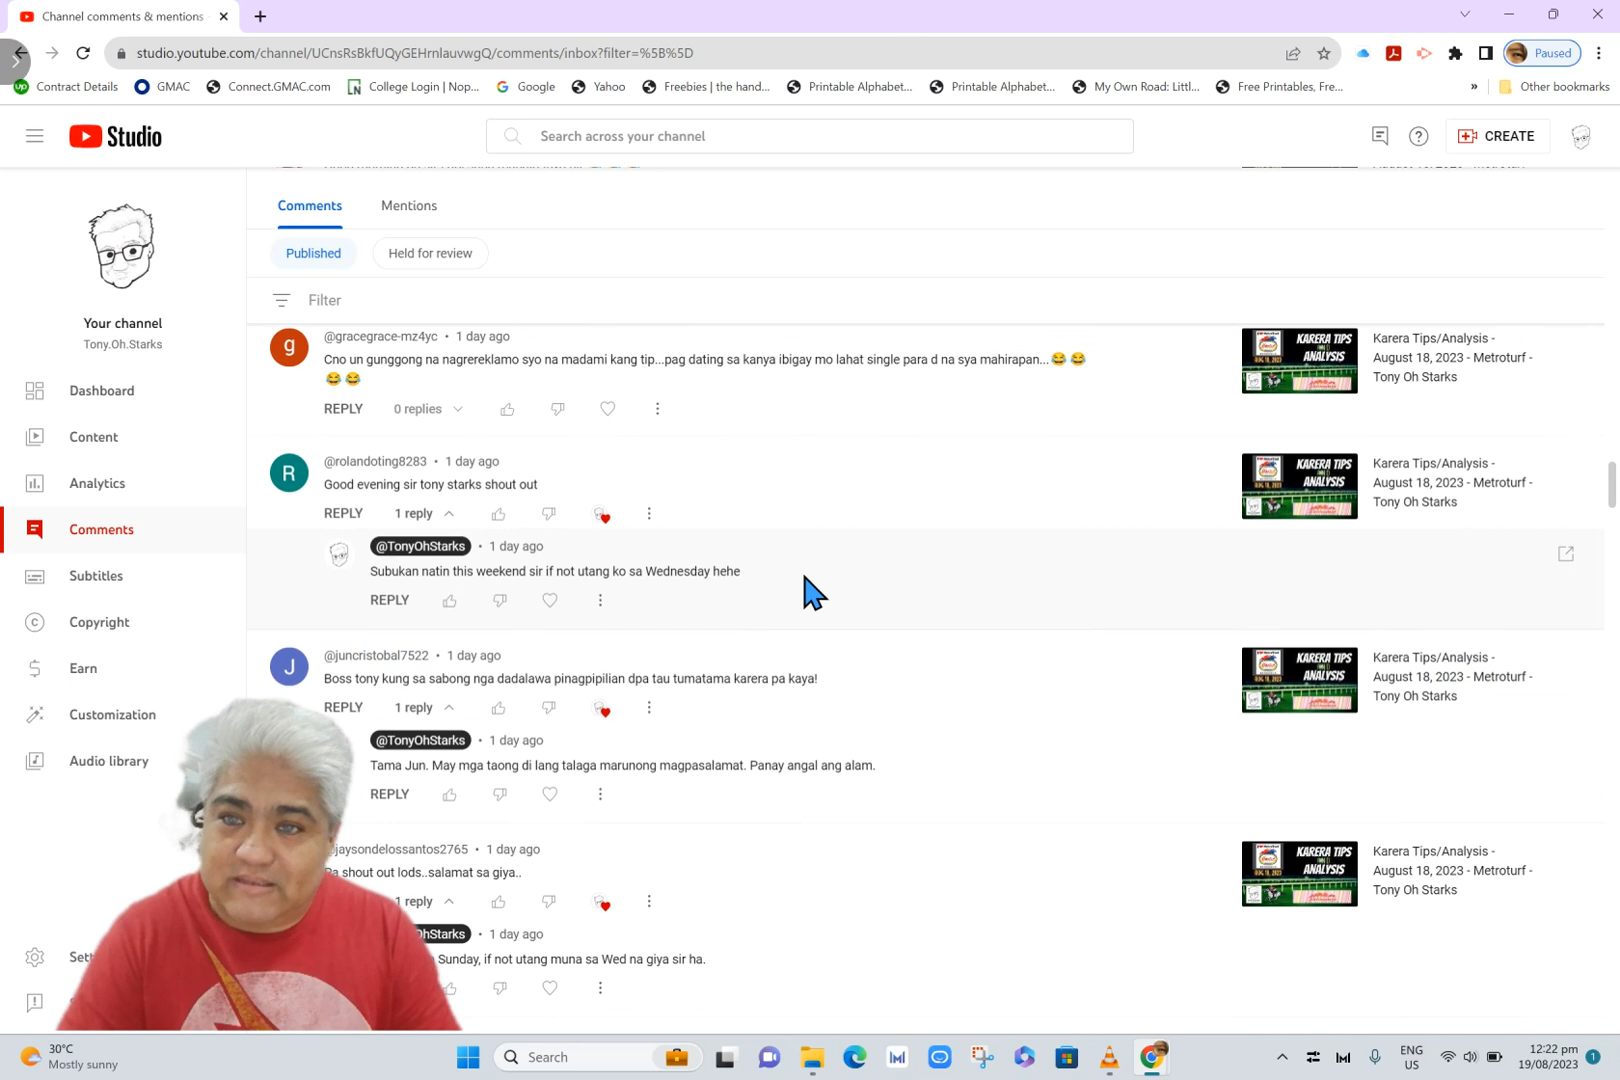 Channel comments & mentions
studio.youtube.com/channel/UCnsRsBkfUQyGEHrnlauvwgQ/comments/inbox?filter=%5B%5D
Paused
Contract Details
GMAC
Connect.GMAC.com
College Login | Nop...
Google
Yahoo
Freebies | the hand...
Printable Alphabet...
Printable Alphabet...
My Own Road: Littl...
Free Printables, Fre...
»
Other bookmarks
Studio
Search across your channel
CREATE
Comments
Mentions
Published
Held for review
Filter
Your channel
Tony.Oh.Starks
Dashboard
Content
Analytics
Comments
Subtitles
Copyright
Earn
Customization
Audio library
@gracegrace-mz4yc • 1 day ago
Cno un gunggong na nagrereklamo syo na madami kang tip...pag dating sa kanya ibigay mo lahat single para d na sya mahirapan...😂😂
😂😂
REPLY 0 replies
Karera Tips/Analysis -
August 18, 2023 - Metroturf -
Tony Oh Starks
KARERA TIPS
ANALYSIS
R
@rolandoting8283 • 1 day ago
Good evening sir tony starks shout out
REPLY 1 reply
Karera Tips/Analysis -
August 18, 2023 - Metroturf -
Tony Oh Starks
KARERA TIPS
ANALYSIS
@TonyOhStarks • 1 day ago
Subukan natin this weekend sir if not utang ko sa Wednesday hehe
REPLY
J
@juncristobal7522 • 1 day ago
Boss tony kung sa sabong nga dadalawa pinagpipilian dpa tau tumatama karera pa kaya!
REPLY 1 reply
Karera Tips/Analysis -
August 18, 2023 - Metroturf -
Tony Oh Starks
KARERA TIPS
ANALYSIS
@TonyOhStarks • 1 day ago
Tama Jun. May mga taong di lang talaga marunong magpasalamat. Panay angal ang alam.
REPLY
jaysondelossantos2765 • 1 day ago
shout out lods..salamat sa giya..
reply
Karera Tips/Analysis -
August 18, 2023 - Metroturf -
Tony Oh Starks
KARERA TIPS
ANALYSIS
hStarks • 1 day ago
Sunday, if not utang muna sa Wed na giya sir ha.
30°C
Mostly sunny
Search
ENG
US
12:22 pm
19/08/2023
1